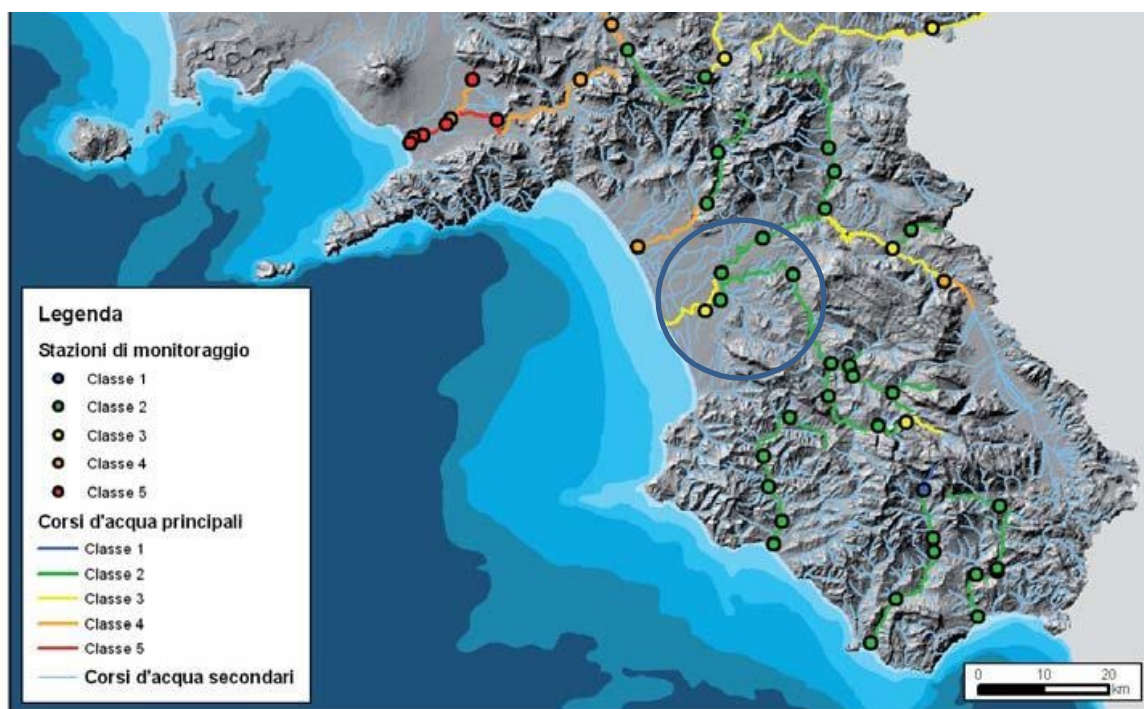 Legenda
Stazioni di monitoraggio
Classe 1
Classe 2
Classe 3
Classe 4
Classe 5
Corsi d'acqua principali
Classe 1
Classe 2
Classe 3
Classe 4
Classe 5
Corsi d'acqua secondari
0 10 20
km